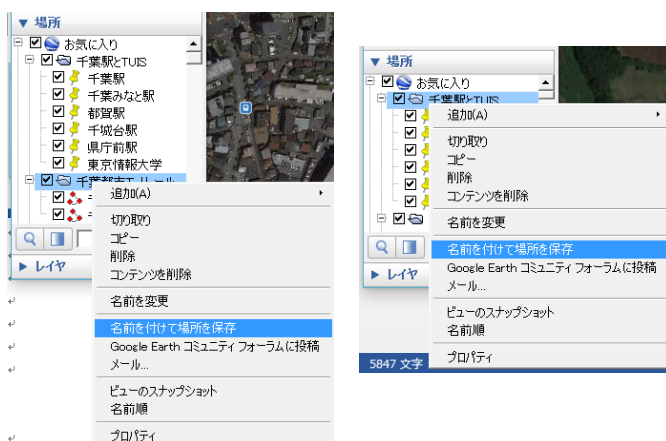 ▼ 場所
お気に入り
千葉駅とTUIS
千葉駅
千葉みなと駅
都賀駅
千城台駅
県庁前駅
東京情報大学
千葉都市モノレール
追加(A)
切り取り
コピー
削除
コンテンツを削除
名前を変更
名前を付けて場所を保存
Google Earth コミュニティ フォーラムに投稿
メール...
ビューのスナップショット
名前順
プロパティ
▶ レイヤ
▼ 場所
お気に入り
千葉駅とTUIS
追加(A)
切り取り
コピー
削除
コンテンツを削除
名前を変更
名前を付けて場所を保存
Google Earth コミュニティ フォーラムに投稿
メール...
ビューのスナップショット
名前順
プロパティ
▶ レイヤ
5847 文字